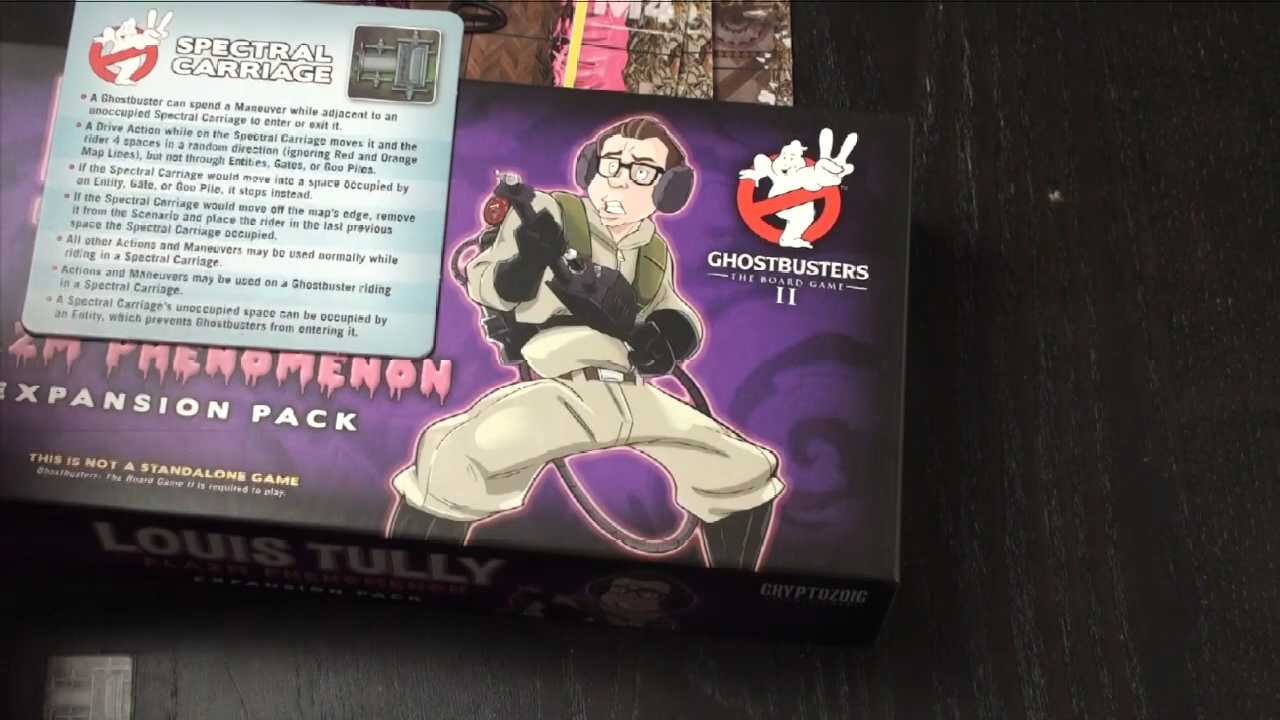 SPECTRAL
CARRIAGE
• A Ghostbuster can spend a Maneuver while adjacent to an
unoccupied Spectral Carriage to enter or exit it.
• A Drive Action while on the Spectral Carriage moves it and the
rider 4 spaces in a random direction (ignoring Red and Orange
Map Lines), but not through Entities, Gates, or Goo Piles.
• If the Spectral Carriage would move into a space occupied by
an Entity, Gate, or Goo Pile, it stops instead.
• If the Spectral Carriage would move off the map's edge, remove
it from the Scenario and place the rider in the last previous
space the Spectral Carriage occupied.
• All other Actions and Maneuvers may be used normally while
riding in a Spectral Carriage.
• Actions and Maneuvers may be used on a Ghostbuster riding
in a Spectral Carriage.
• A Spectral Carriage's unoccupied space can be occupied by
an Entity, which prevents Ghostbusters from entering it.
GHOSTBUSTERS
THE BOARD GAME
II
PHENOMENON
EXPANSION PACK
THIS IS NOT A STANDALONE GAME
Ghostbusters: The Board Game II is required to play.
LOUIS TULLY
PLAZM PHENOMENON
EXPANSION PACK
CRYPTOZOIC